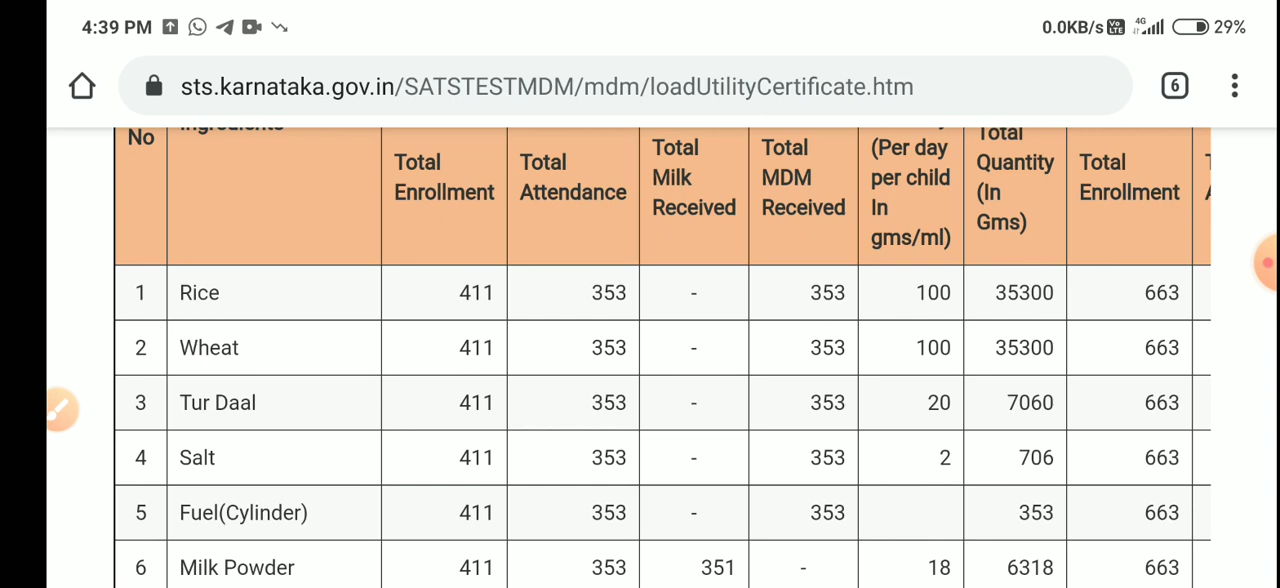 4:39 PM
0.0KB/s Vo LTE 4G 29%
sts.karnataka.gov.in/SATSTESTMDM/mdm/loadUtilityCertificate.htm
6
No
Ingredients
Total Enrollment
Total Attendance
Total Milk Received
Total MDM Received
(Per day per child In gms/ml)
Total Quantity (In Gms)
Total Enrollment
1 Rice 411 353 - 353 100 35300 663
2 Wheat 411 353 - 353 100 35300 663
3 Tur Daal 411 353 - 353 20 7060 663
4 Salt 411 353 - 353 2 706 663
5 Fuel(Cylinder) 411 353 - 353 353 663
6 Milk Powder 411 353 351 - 18 6318 663